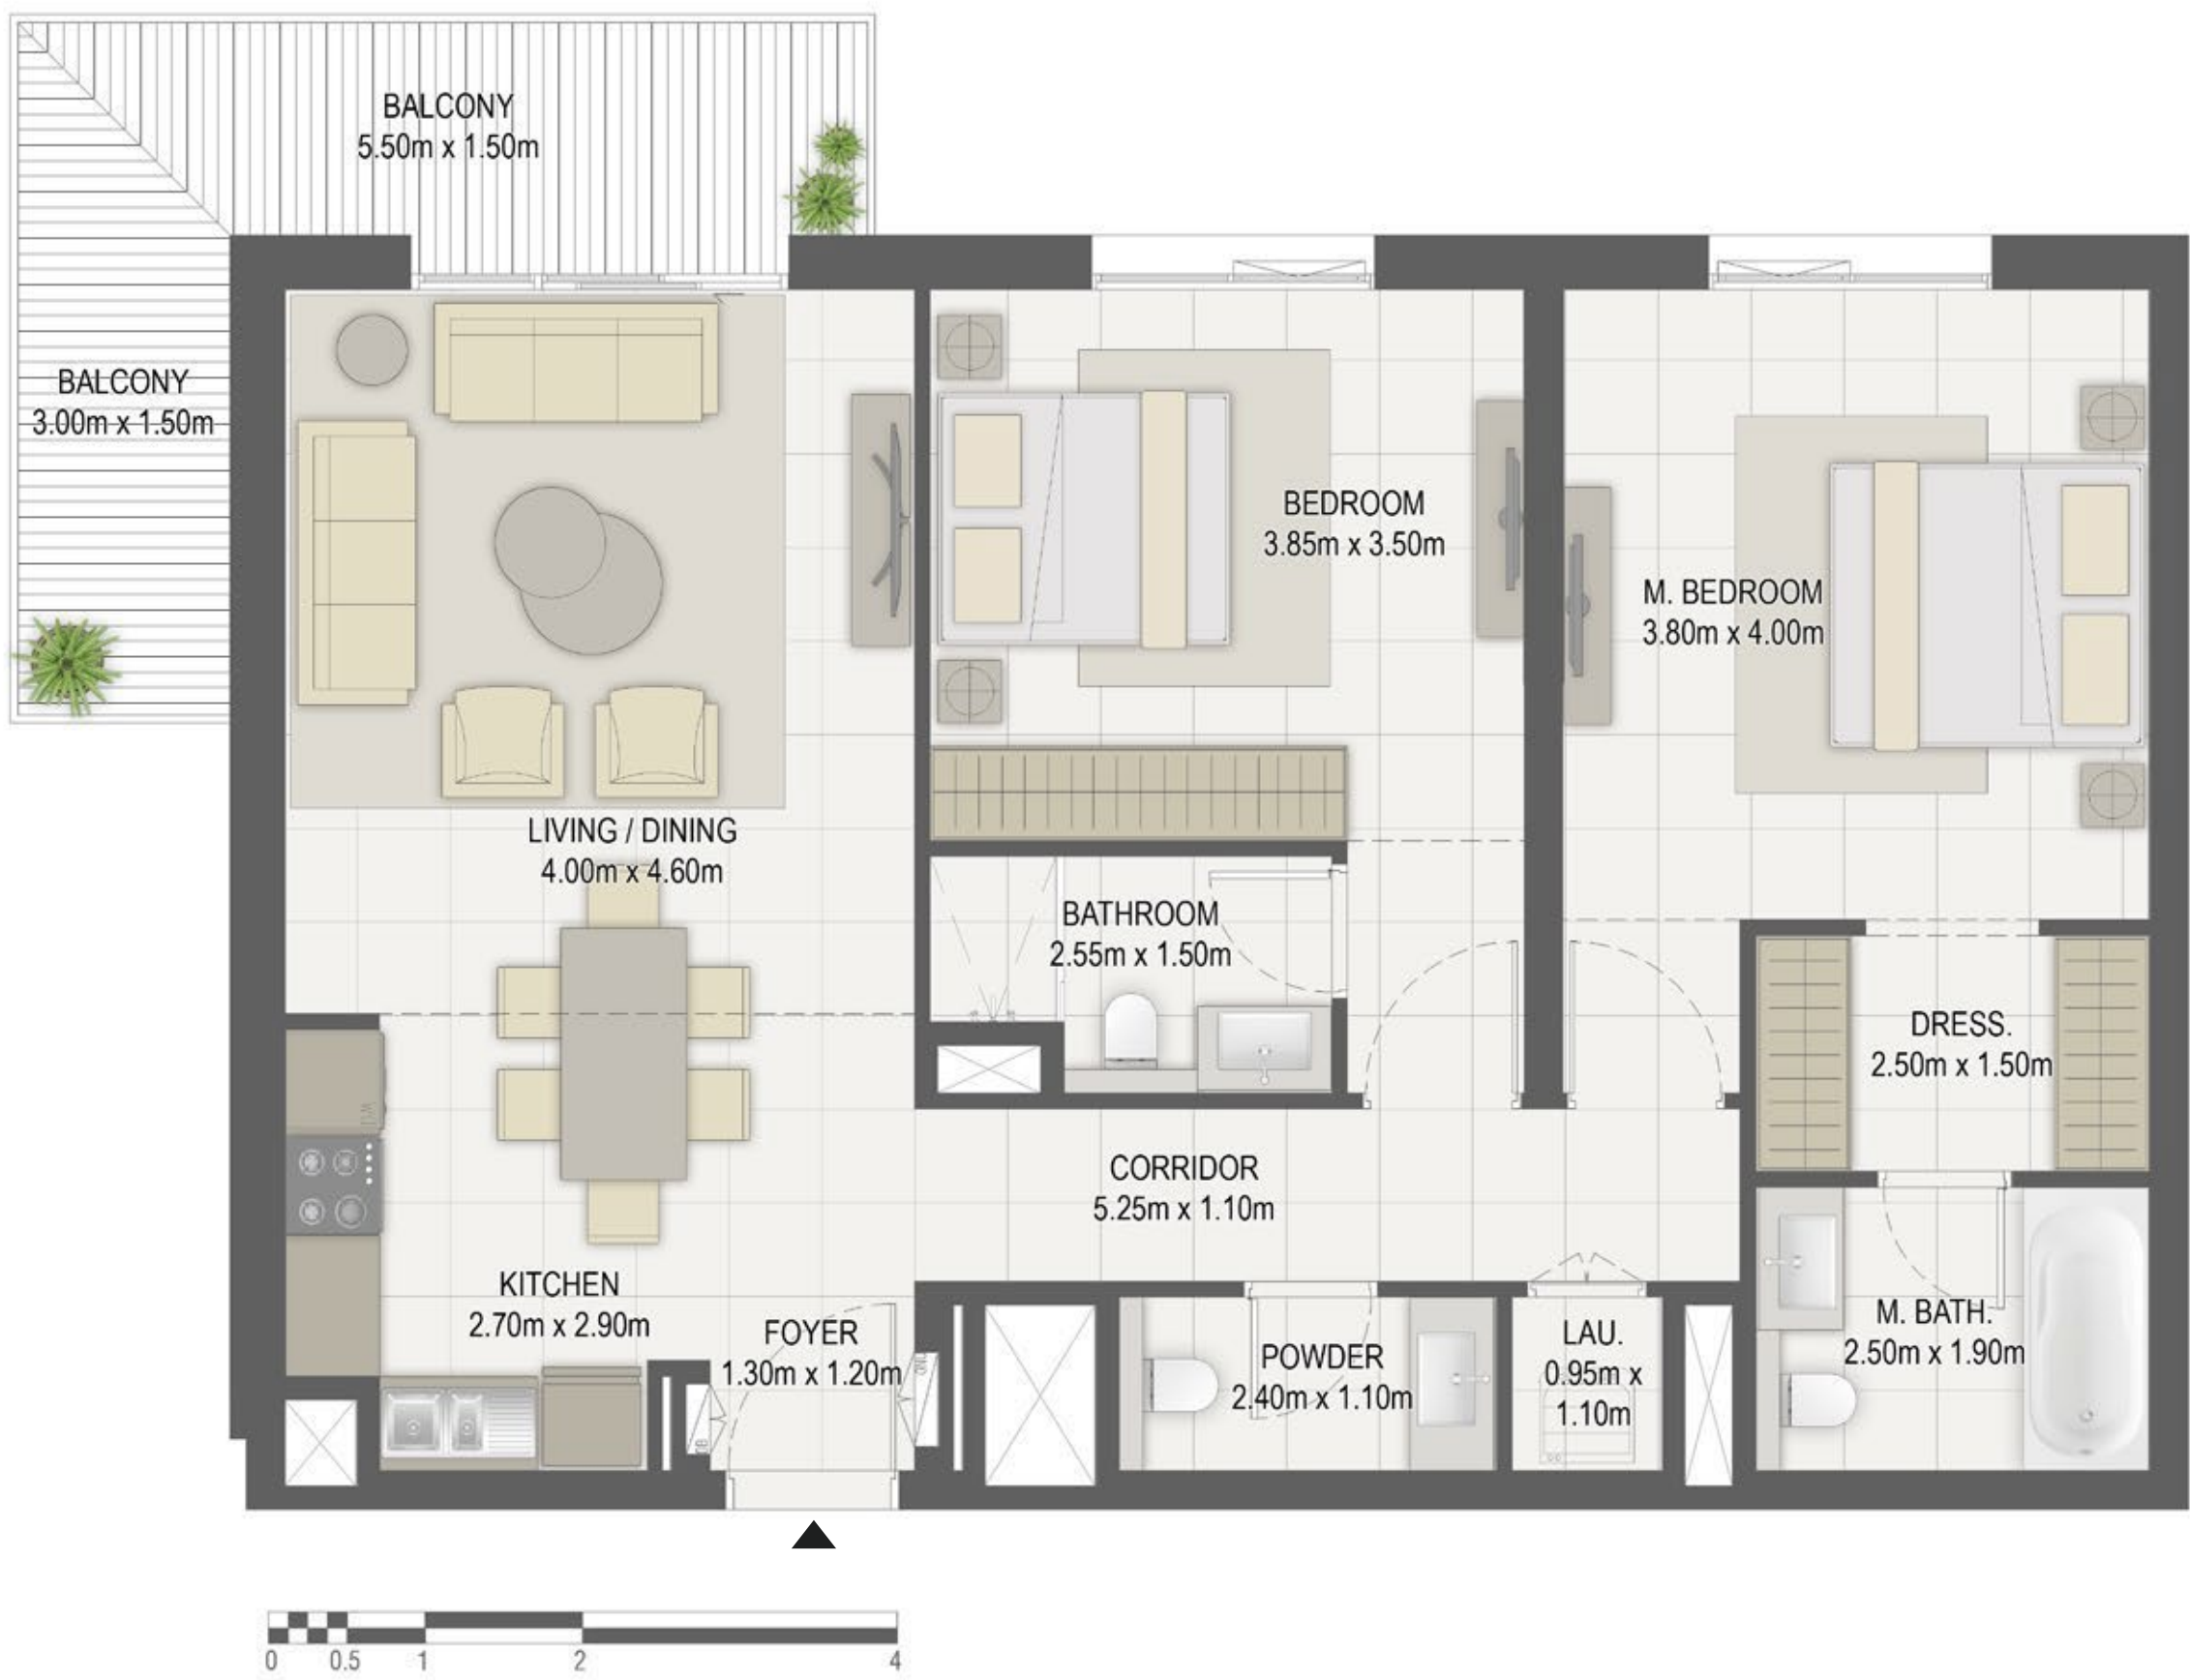 BALCONY
5.50m x 1.50m
BALCONY
3.00m x 1.50m
BEDROOM
3.85m x 3.50m
M. BEDROOM
3.80m x 4.00m
LIVING / DINING
4.00m x 4.60m
BATHROOM
2.55m x 1.50m
DRESS.
2.50m x 1.50m
CORRIDOR
5.25m x 1.10m
KITCHEN
2.70m x 2.90m
FOYER
1.30m x 1.20m
POWDER
2.40m x 1.10m
LAU.
0.95m x
1.10m
M. BATH.
2.50m x 1.90m
0 0.5 1 2 4